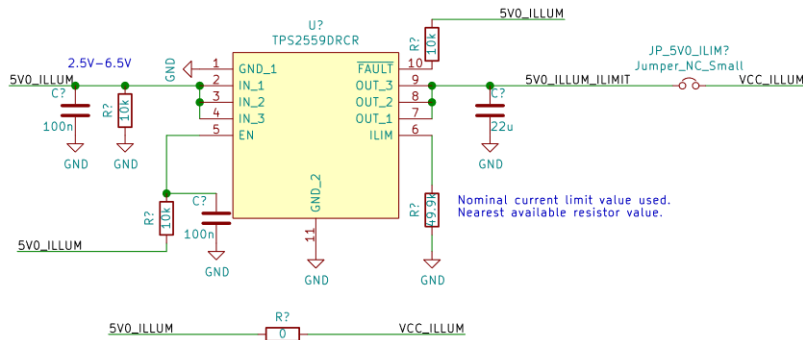 5V0_ILLUM
U?
TPS2559DRCR
R?
10k
JP_5V0_ILIM?
Jumper_NC_Small
2.5V-6.5V
5V0_ILLUM
GND
1
GND_1
FAULT
10
2
IN_1
OUT_3
9
5V0_ILLUM_ILIMIT
VCC_ILLUM
C?
100n
R?
10k
3
IN_2
OUT_2
8
C?
22u
4
IN_3
OUT_1
7
5
EN
ILIM
6
GND
GND
GND
GND_2
11
R?
10k
C?
100n
R?
49.9k
Nominal current limit value used.
Nearest available resistor value.
5V0_ILLUM
GND
GND
GND
5V0_ILLUM
R?
0
VCC_ILLUM